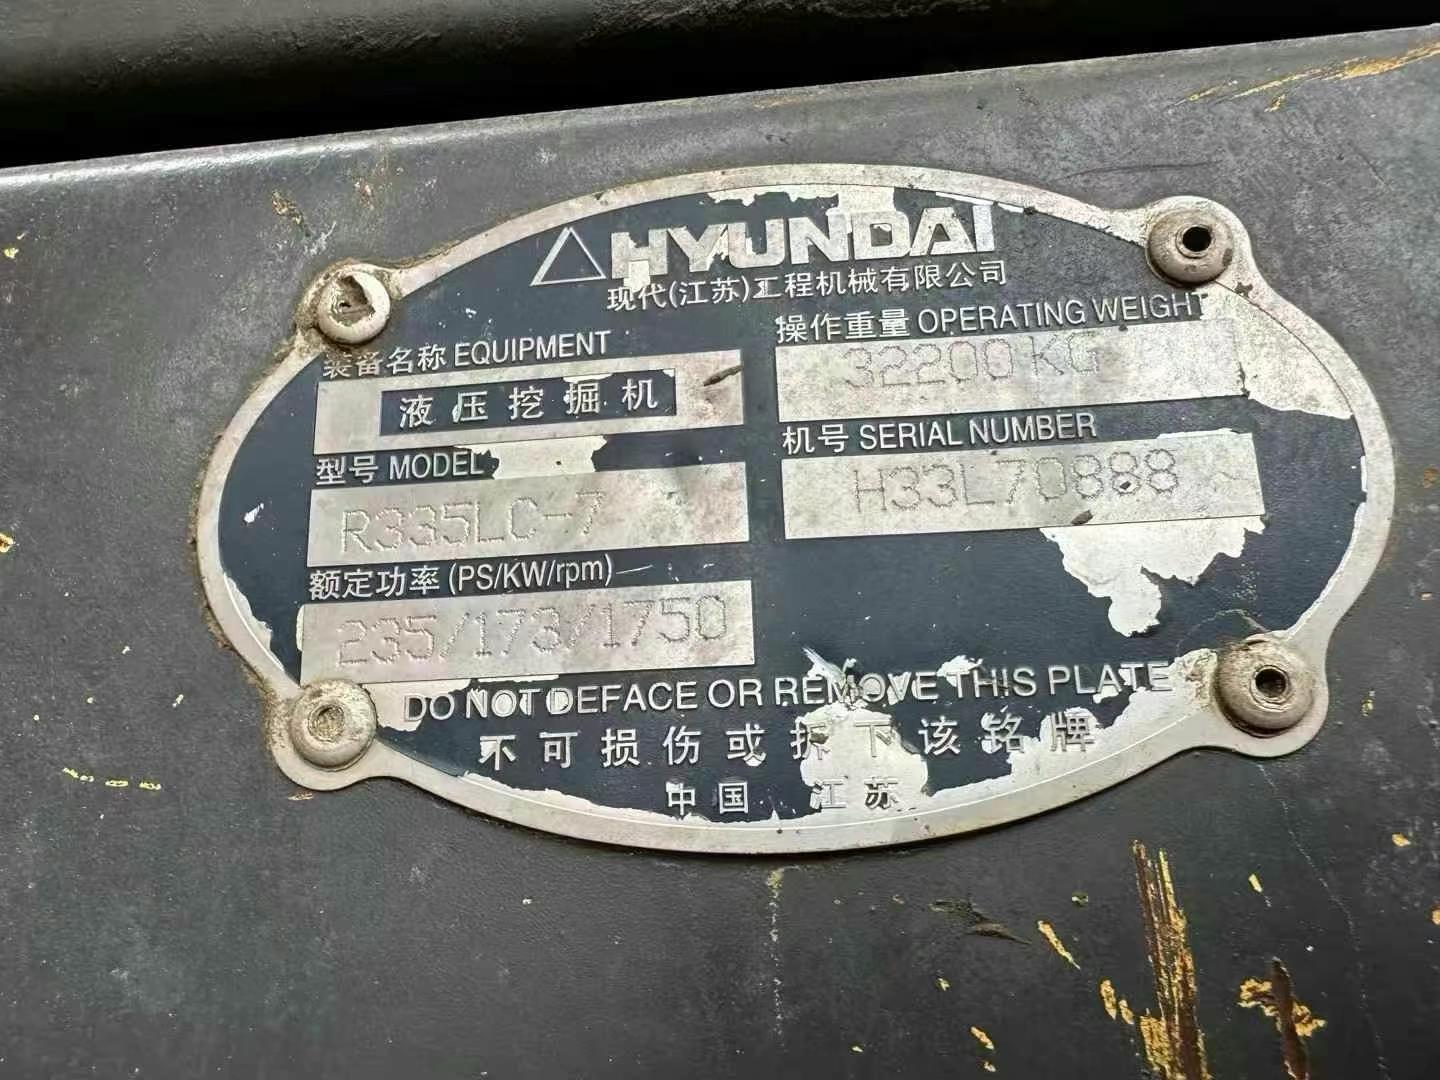 HYUNDAI
现代(江苏)工程机械有限公司
装备名称 EQUIPMENT
液压挖掘机
操作重量 OPERATING WEIGHT
32200KG
型号 MODEL
R335LC-7
机号 SERIAL NUMBER
H33L70888
额定功率 (PS/KW/rpm)
235/173/1750
DO NOT DEFACE OR REMOVE THIS PLATE
不可损伤或拆下该铭牌
中国 江苏